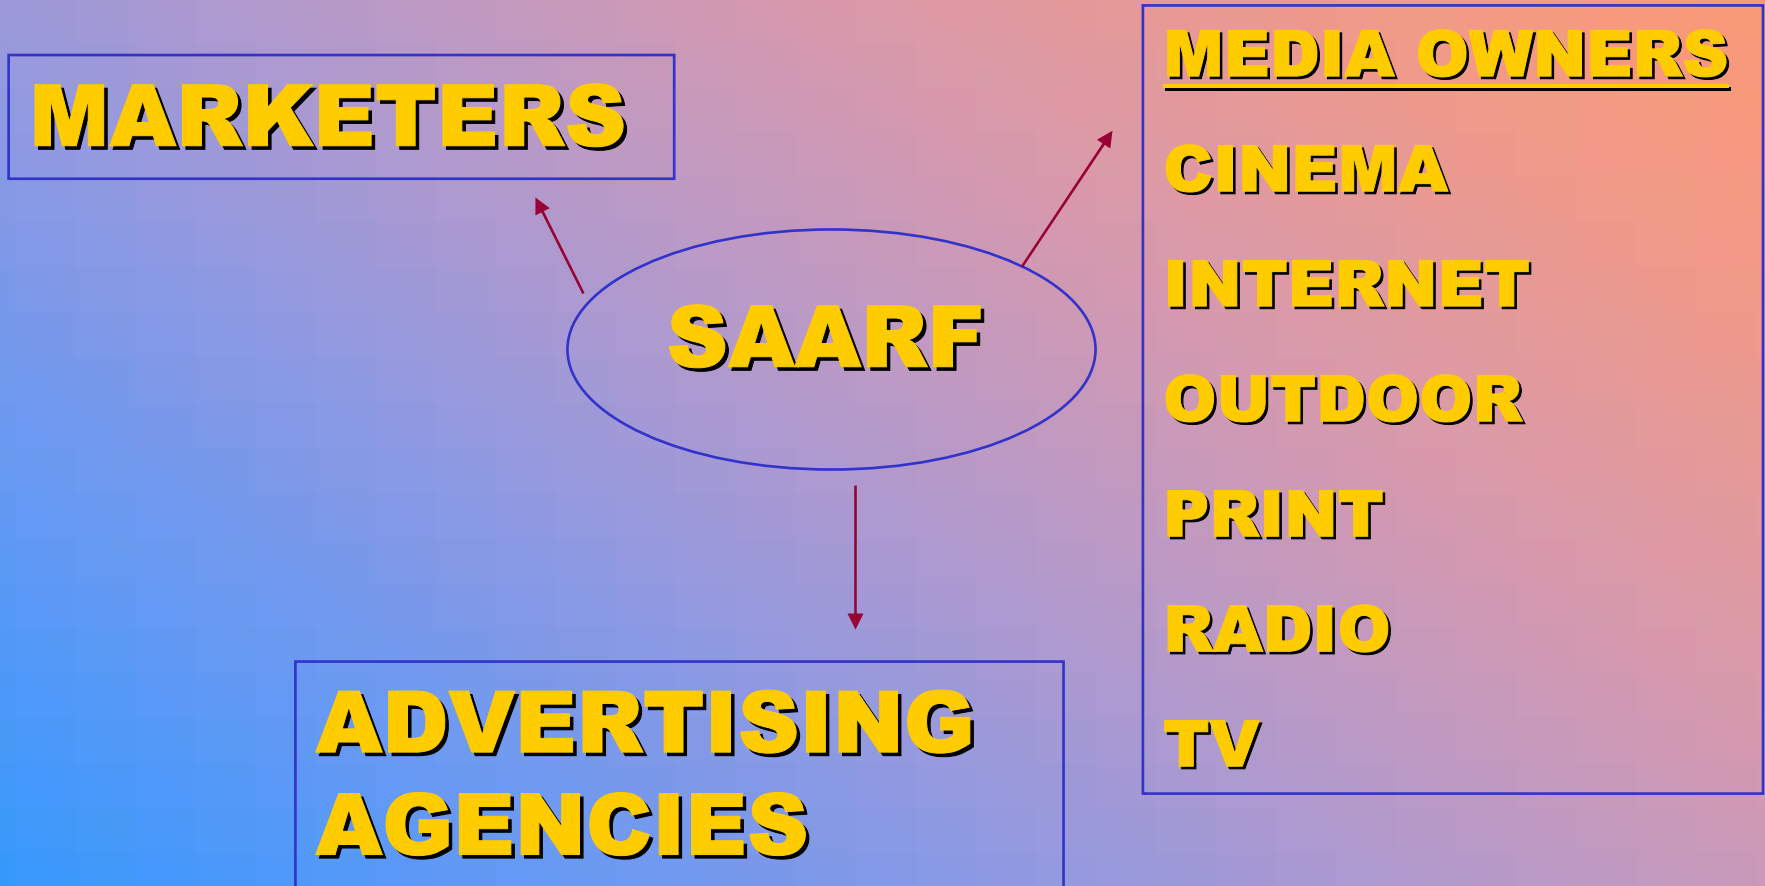 MARKETERS
SAARF
ADVERTISING
AGENCIES
MEDIA OWNERS
CINEMA
INTERNET
OUTDOOR
PRINT
RADIO
TV